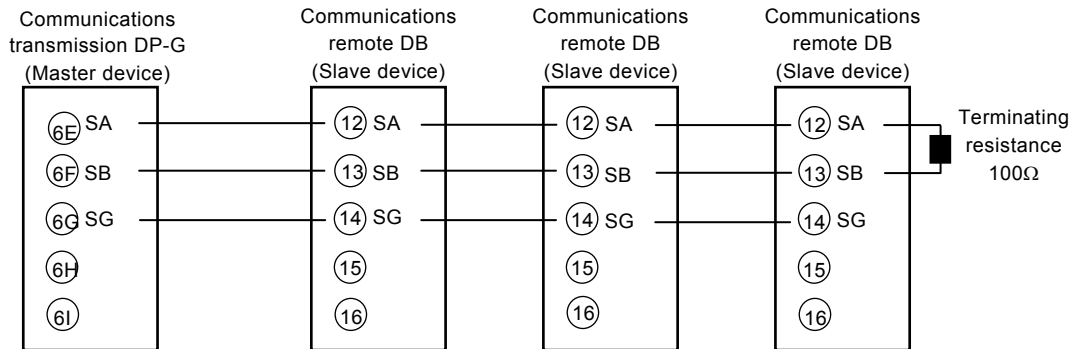 Communications
transmission DP-G
(Master device)
Communications
remote DB
(Slave device)
Communications
remote DB
(Slave device)
Communications
remote DB
(Slave device)
6E SA
6F SB
6G SG
6H
6I
12 SA
13 SB
14 SG
15
16
12 SA
13 SB
14 SG
15
16
12 SA
13 SB
14 SG
15
16
Terminating
resistance
100Ω